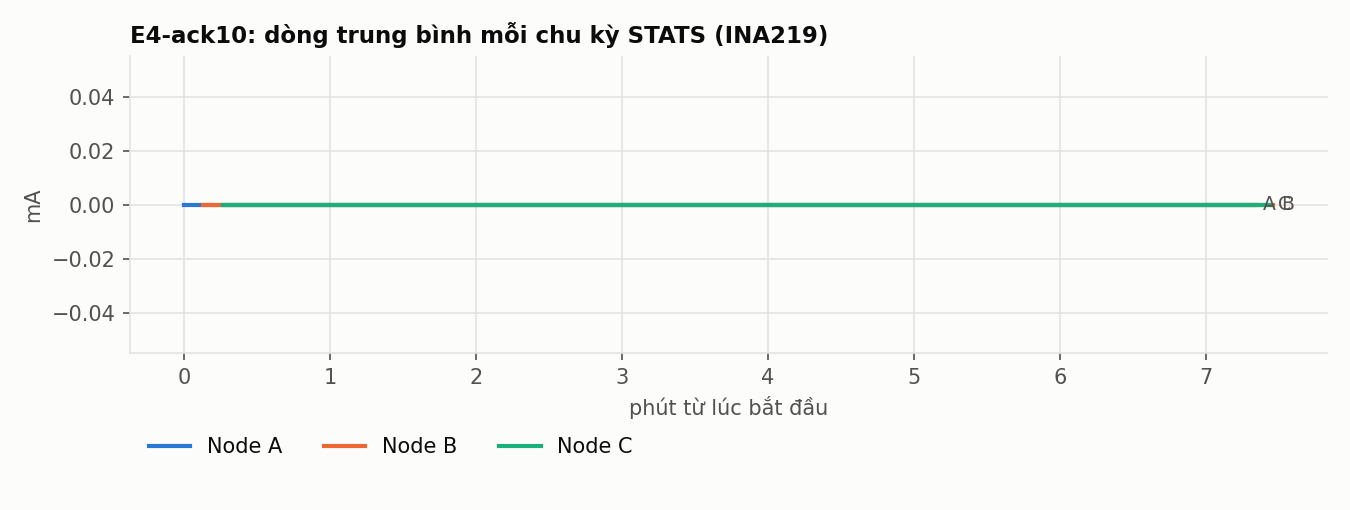 E4-ack10: dòng trung bình mỗi chu kỳ STATS (INA219)
0.04
0.02
0.00
−0.02
−0.04
mA
A C B
0 1 2 3 4 5 6 7
phút từ lúc bắt đầu
Node A Node B Node C